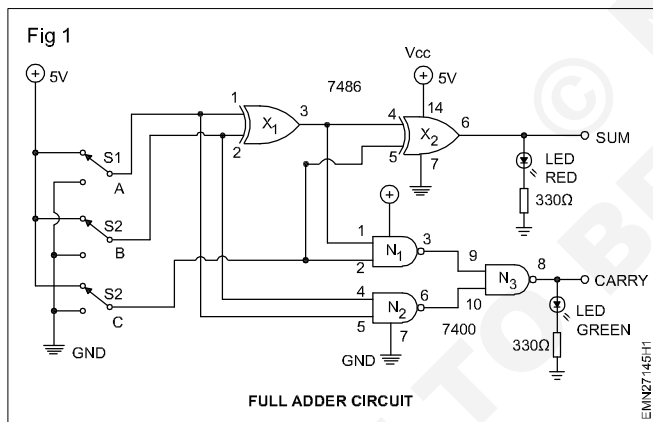 Fig 1
5V
Vcc
5V
7486
1
2
3
X1
14
4
5
6
X2
7
SUM
LED
RED
330Ω
S1
A
S2
B
S2
C
GND
1
2
3
N1
4
5
6
N2
7
GND
9
10
8
N3
7400
CARRY
LED
GREEN
330Ω
FULL ADDER CIRCUIT
EMN27145H1
©
TO B